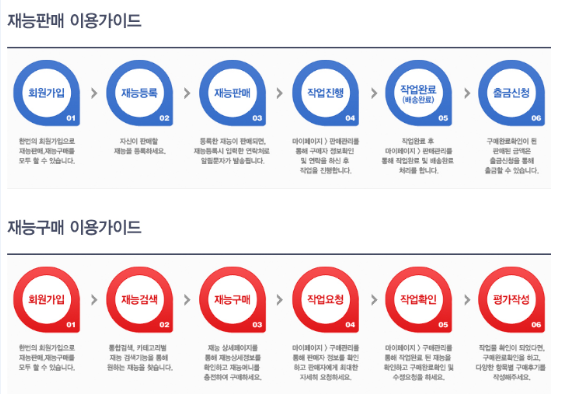 재능판매 이용가이드
회원가입
01
재능등록
02
재능판매
03
작업진행
04
작업완료
(배송완료)
05
출금신청
06
한번의 회원가입으로
재능판매,재능구매를
모두 할 수 있습니다.
자신이 판매할
재능을 등록하세요.
등록한 재능이 판매되면,
재능등록시 입력한 연락처로
알림문자가 발송됩니다.
마이페이지 > 판매관리를
통해 구매자 정보확인
및 연락을 하신 후
작업을 진행합니다.
작업완료 후
마이페이지 > 판매관리를
통해 작업완료 및 배송완료
처리를 합니다.
구매완료확인이 된
판매된 금액은
출금신청을 통해
출금할 수 있습니다.
재능구매 이용가이드
회원가입
01
재능검색
02
재능구매
03
작업요청
04
작업확인
05
평가작성
06
한번의 회원가입으로
재능판매,재능구매를
모두 할 수 있습니다.
통합검색, 카테고리별
재능 검색기능을 통해
원하는 재능을 찾습니다.
재능 상세페이지를
통해 재능상세정보를
확인하고 재능머니를
충전하여 구매하세요.
마이페이지 > 구매관리를
통해 판매자 정보를 확인
하고 판매자에게 최대한
자세히 요청하세요.
마이페이지 > 구매관리를
통해 작업완료 된 재능을
확인하고 구매완료확인 및
수정요청을 하세요.
작업물 확인이 되었다면,
구매완료확인을 하고,
다양한 항목별 구매후기를
작성해주세요.